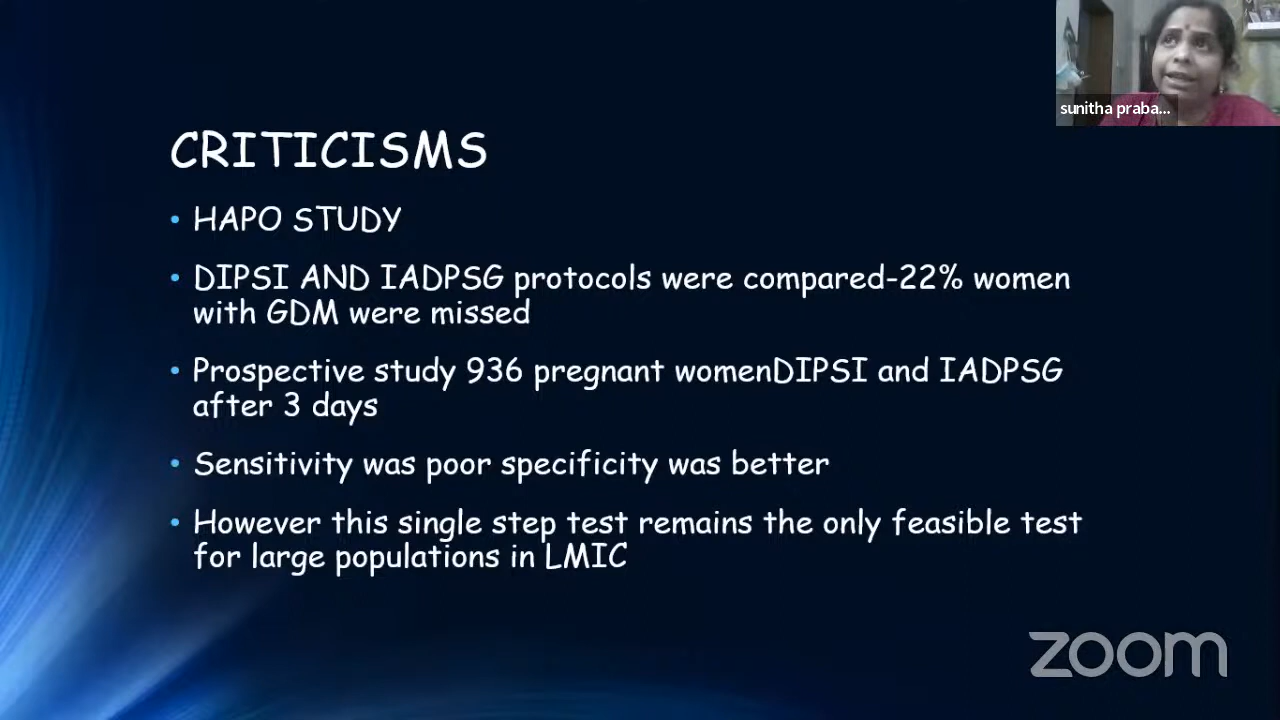 sunitha praba...
CRITICISMS
• HAPO STUDY
• DIPSI AND IADPSG protocols were compared-22% women
with GDM were missed
• Prospective study 936 pregnant womenDIPSI and IADPSG
after 3 days
• Sensitivity was poor specificity was better
• However this single step test remains the only feasible test
for large populations in LMIC
zoom